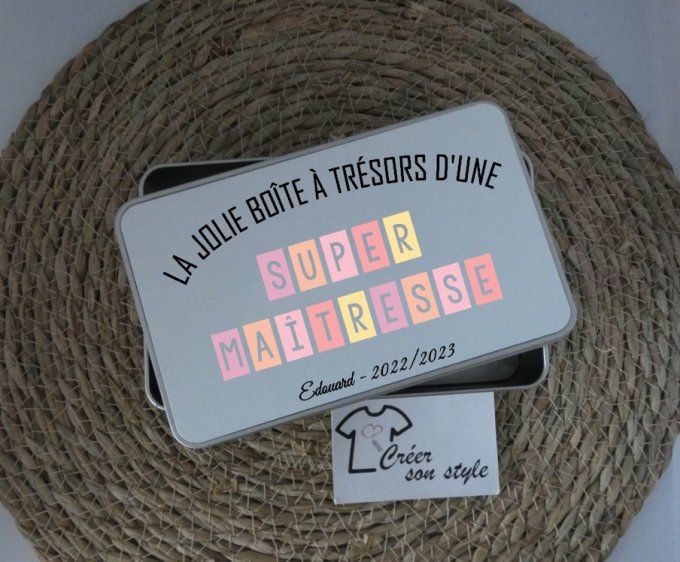 LA JOLIE BOÎTE À TRÉSORS D'UNE
SUPER
MAÎTRESSE
Edouard - 2022/2023
Créer
son style